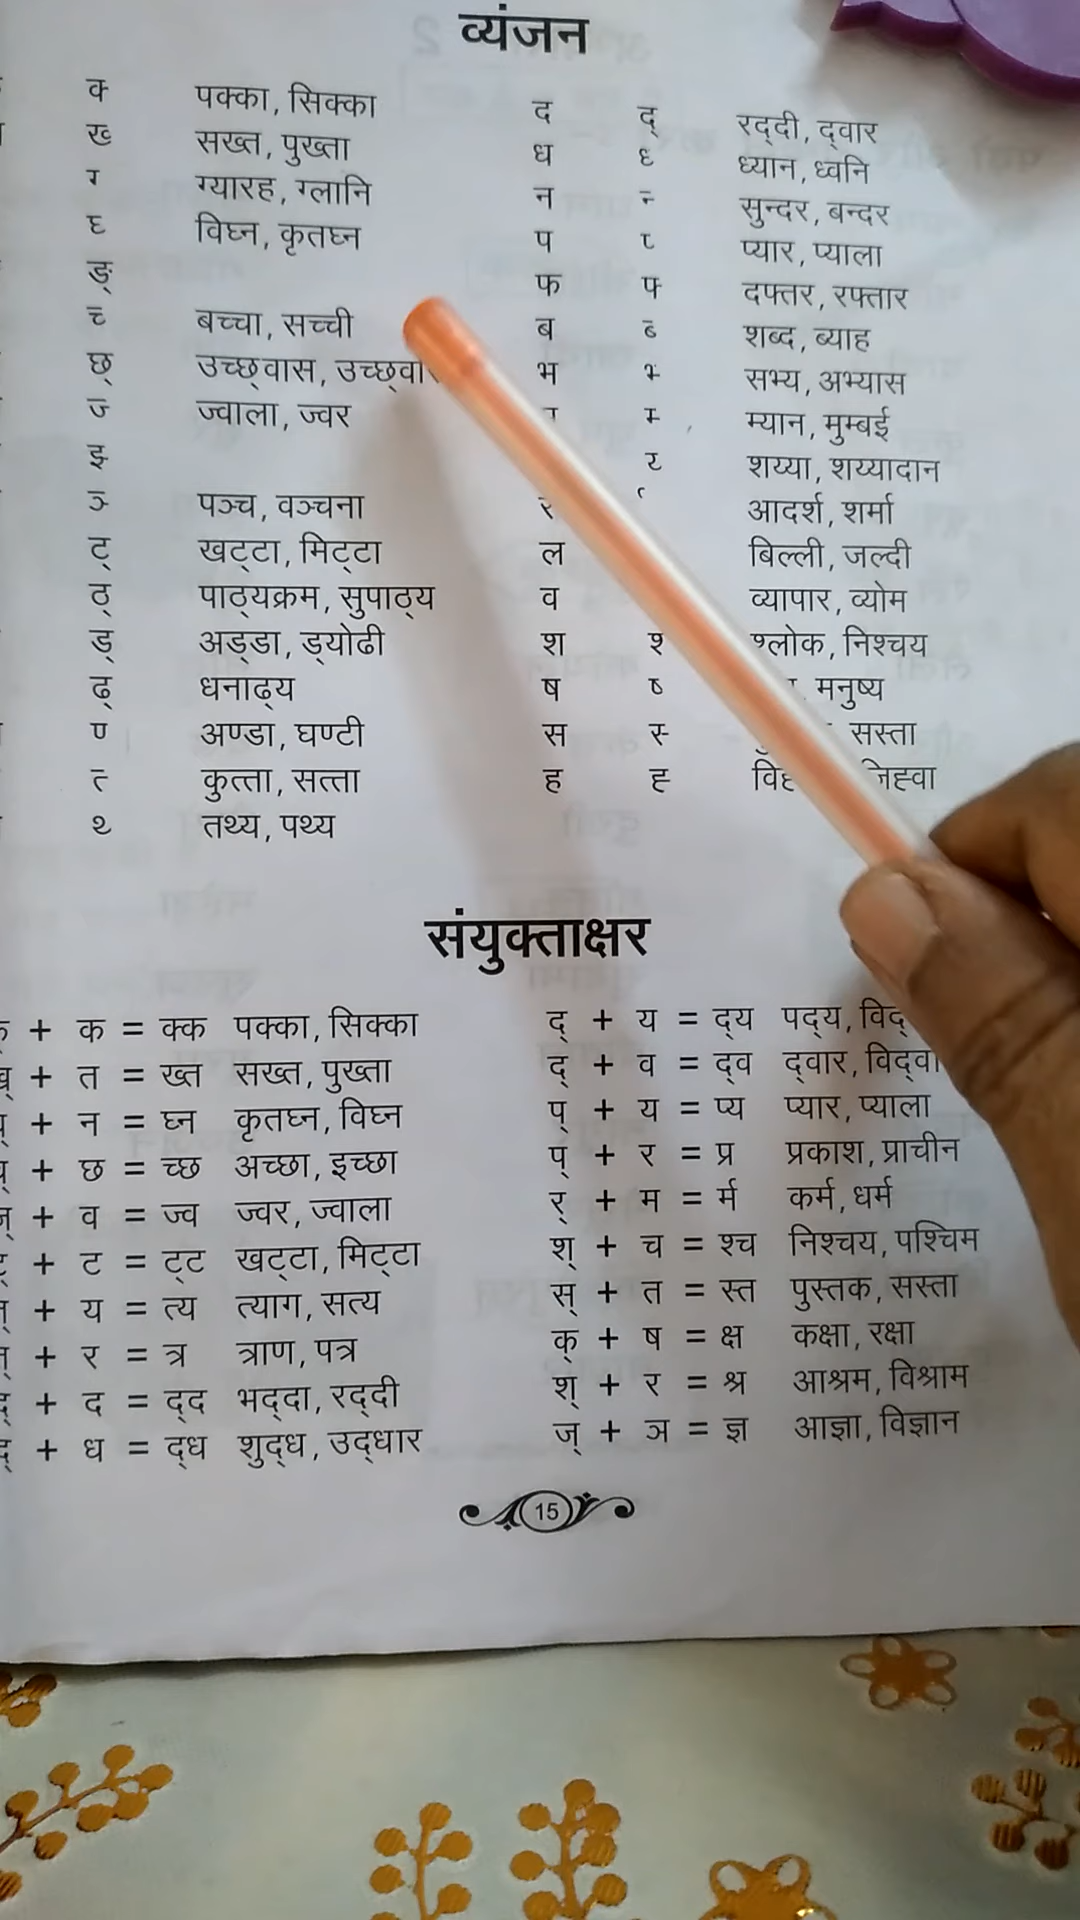 व्यंजन
क् पक्का, सिक्का
ख् सख्त, पुख्ता
ग् ग्यारह, ग्लानि
घ् विघ्न, कृतघ्न
ङ्
च् बच्चा, सच्ची
छ् उच्छ्वास,
ज् ज्वाला, ज्वर
झ्
ञ् पञ्च, वञ्चना
ट् खट्टा, मिट्टा
ठ् पाठ्यक्रम, सुपाठ्य
ड् अड्डा, ड्योढी
ढ् धनाढ्य
ण् अण्डा, घण्टी
त् कुत्ता, सत्ता
थ् तथ्य, पथ्य
द द् रद्दी, द्वार
ध ध् ध्यान, ध्वनि
न न् सुन्दर, बन्दर
प प् प्यार, प्याला
फ फ् दफ्तर, रफ्तार
ब ब् शब्द, ब्याह
भ भ् सभ्य, अभ्यास
म् म्यान, मुम्बई
य् शय्या, शय्यादान
र र् आदर्श, शर्मा
ल बिल्ली, जल्दी
व व्यापार, व्योम
श श् श्लोक, निश्चय
ष ष् मनुष्य
स स् सस्ता
ह ह् जिह्वा
संयुक्ताक्षर
+ क = क्क पक्का, सिक्का
+ त = ख्त सख्त, पुख्ता
+ न = घ्न कृतघ्न, विघ्न
+ छ = च्छ अच्छा, इच्छा
+ व = ज्व ज्वर, ज्वाला
+ ट = ट्ट खट्टा, मिट्टा
+ य = त्य त्याग, सत्य
+ र = त्र त्राण, पत्र
+ द = द्द भद्दा, रद्दी
+ ध = द्ध शुद्ध, उद्धार
द् + य = द्य पद्य,
द् + व = द्व द्वार,
प् + य = प्य प्यार, प्याला
प् + र = प्र प्रकाश, प्राचीन
र् + म = र्म कर्म, धर्म
श् + च = श्च निश्चय, पश्चिम
स् + त = स्त पुस्तक, सस्ता
क् + ष = क्ष कक्षा, रक्षा
श् + र = श्र आश्रम, विश्राम
ज् + ञ = ज्ञ आज्ञा, विज्ञान
15